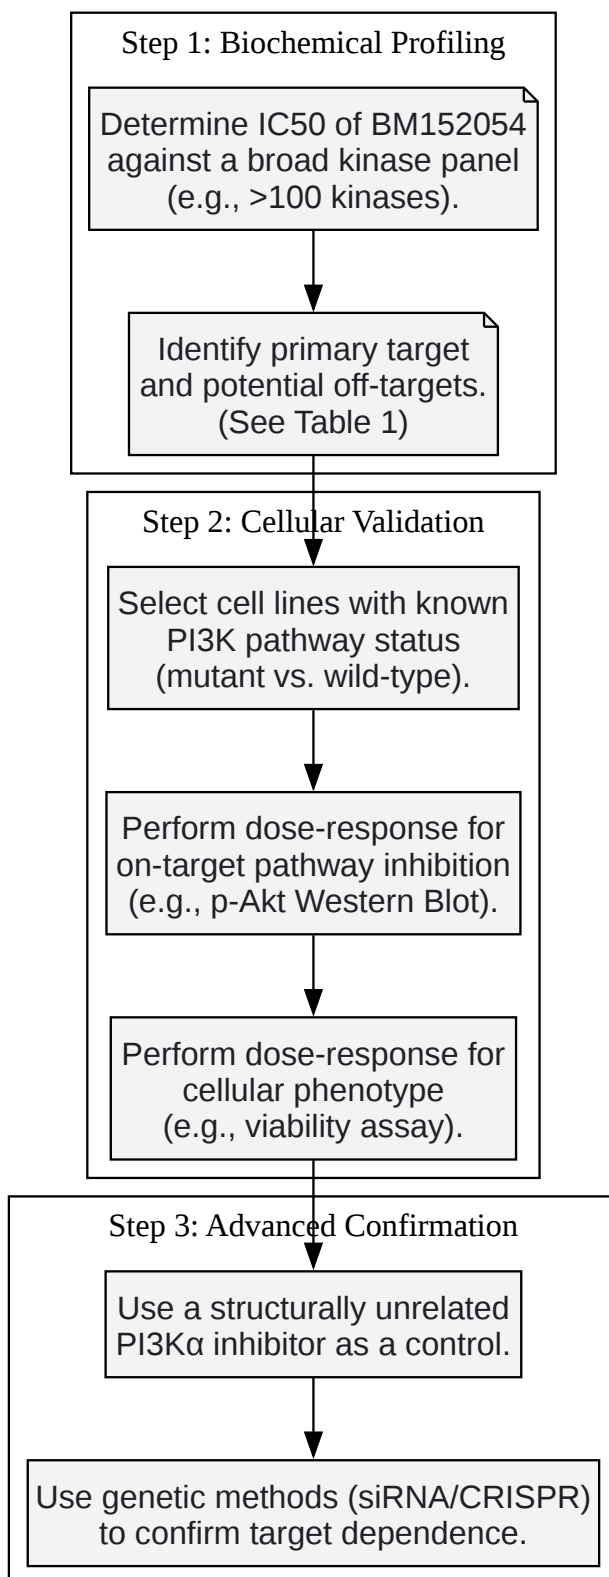 Step 1: Biochemical Profiling
Determine IC50 of BM152054
against a broad kinase panel
(e.g., >100 kinases).
Identify primary target
and potential off-targets.
(See Table 1)
Step 2: Cellular Validation
Select cell lines with known
PI3K pathway status
(mutant vs. wild-type).
Perform dose-response for
on-target pathway inhibition
(e.g., p-Akt Western Blot).
Perform dose-response for
cellular phenotype
(e.g., viability assay).
Step 3: Advanced Confirmation
Use a structurally unrelated
PI3Kα inhibitor as a control.
Use genetic methods (siRNA/CRISPR)
to confirm target dependence.